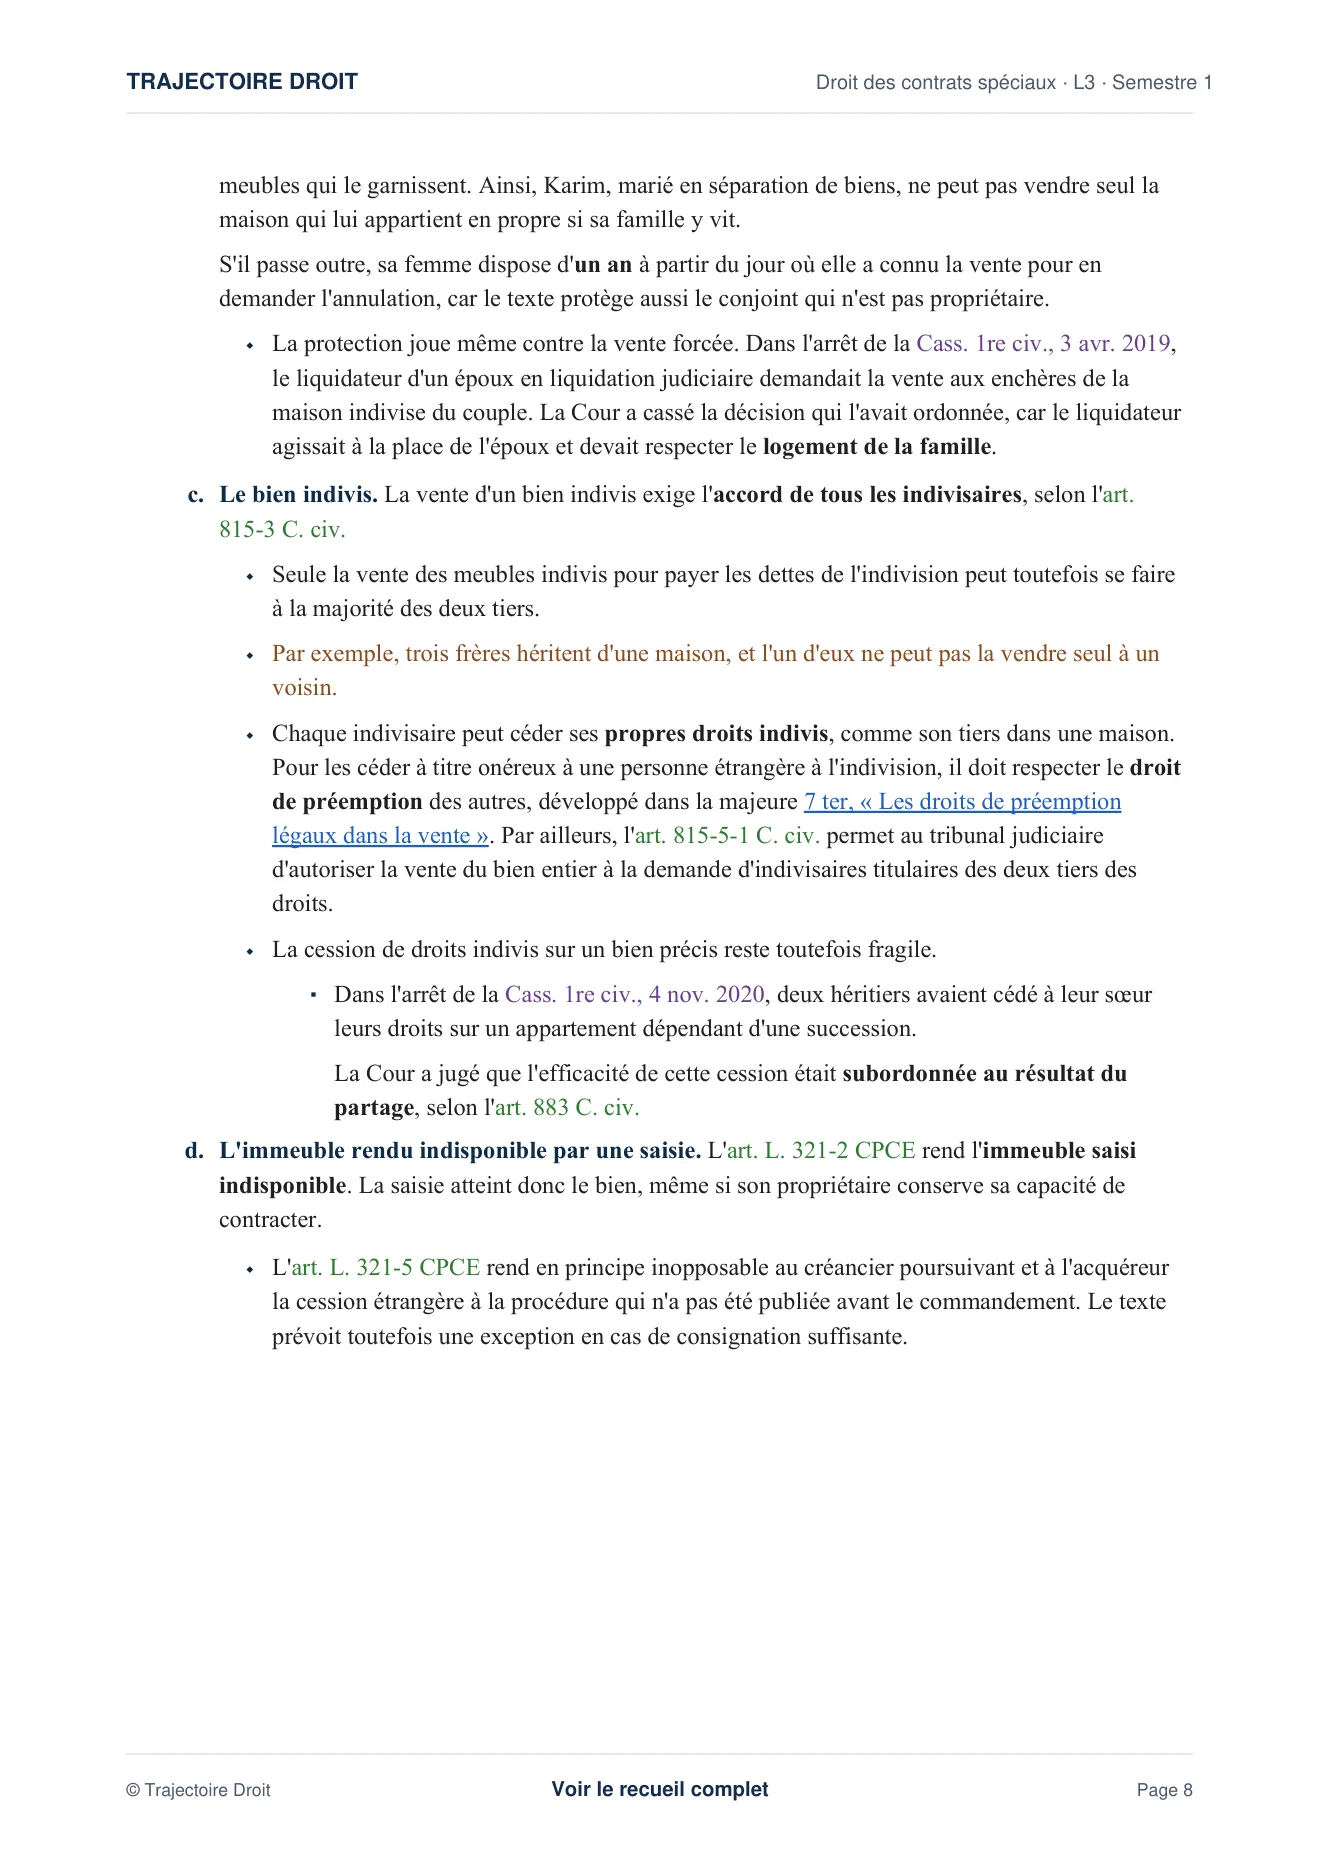 TRAJECTOIRE DROIT
Droit des contrats spéciaux · L3 · Semestre 1
meubles qui le garnissent. Ainsi, Karim, marié en séparation de biens, ne peut pas vendre seul la
maison qui lui appartient en propre si sa famille y vit.
S'il passe outre, sa femme dispose d'un an à partir du jour où elle a connu la vente pour en
demander l'annulation, car le texte protège aussi le conjoint qui n'est pas propriétaire.
⬩ La protection joue même contre la vente forcée. Dans l'arrêt de la Cass. 1re civ., 3 avr. 2019,
le liquidateur d'un époux en liquidation judiciaire demandait la vente aux enchères de la
maison indivise du couple. La Cour a cassé la décision qui l'avait ordonnée, car le liquidateur
agissait à la place de l'époux et devait respecter le logement de la famille.
c. Le bien indivis. La vente d'un bien indivis exige l'accord de tous les indivisaires, selon l'art.
815-3 C. civ.
⬩ Seule la vente des meubles indivis pour payer les dettes de l'indivision peut toutefois se faire
à la majorité des deux tiers.
⬩ Par exemple, trois frères héritent d'une maison, et l'un d'eux ne peut pas la vendre seul à un
voisin.
⬩ Chaque indivisaire peut céder ses propres droits indivis, comme son tiers dans une maison.
Pour les céder à titre onéreux à une personne étrangère à l'indivision, il doit respecter le droit
de préemption des autres, développé dans la majeure 7 ter, « Les droits de préemption
légaux dans la vente ». Par ailleurs, l'art. 815-5-1 C. civ. permet au tribunal judiciaire
d'autoriser la vente du bien entier à la demande d'indivisaires titulaires des deux tiers des
droits.
⬩ La cession de droits indivis sur un bien précis reste toutefois fragile.
▪ Dans l'arrêt de la Cass. 1re civ., 4 nov. 2020, deux héritiers avaient cédé à leur sœur
leurs droits sur un appartement dépendant d'une succession.
La Cour a jugé que l'efficacité de cette cession était subordonnée au résultat du
partage, selon l'art. 883 C. civ.
d. L'immeuble rendu indisponible par une saisie. L'art. L. 321-2 CPCE rend l'immeuble saisi
indisponible. La saisie atteint donc le bien, même si son propriétaire conserve sa capacité de
contracter.
⬩ L'art. L. 321-5 CPCE rend en principe inopposable au créancier poursuivant et à l'acquéreur
la cession étrangère à la procédure qui n'a pas été publiée avant le commandement. Le texte
prévoit toutefois une exception en cas de consignation suffisante.
© Trajectoire Droit
Voir le recueil complet
Page 8